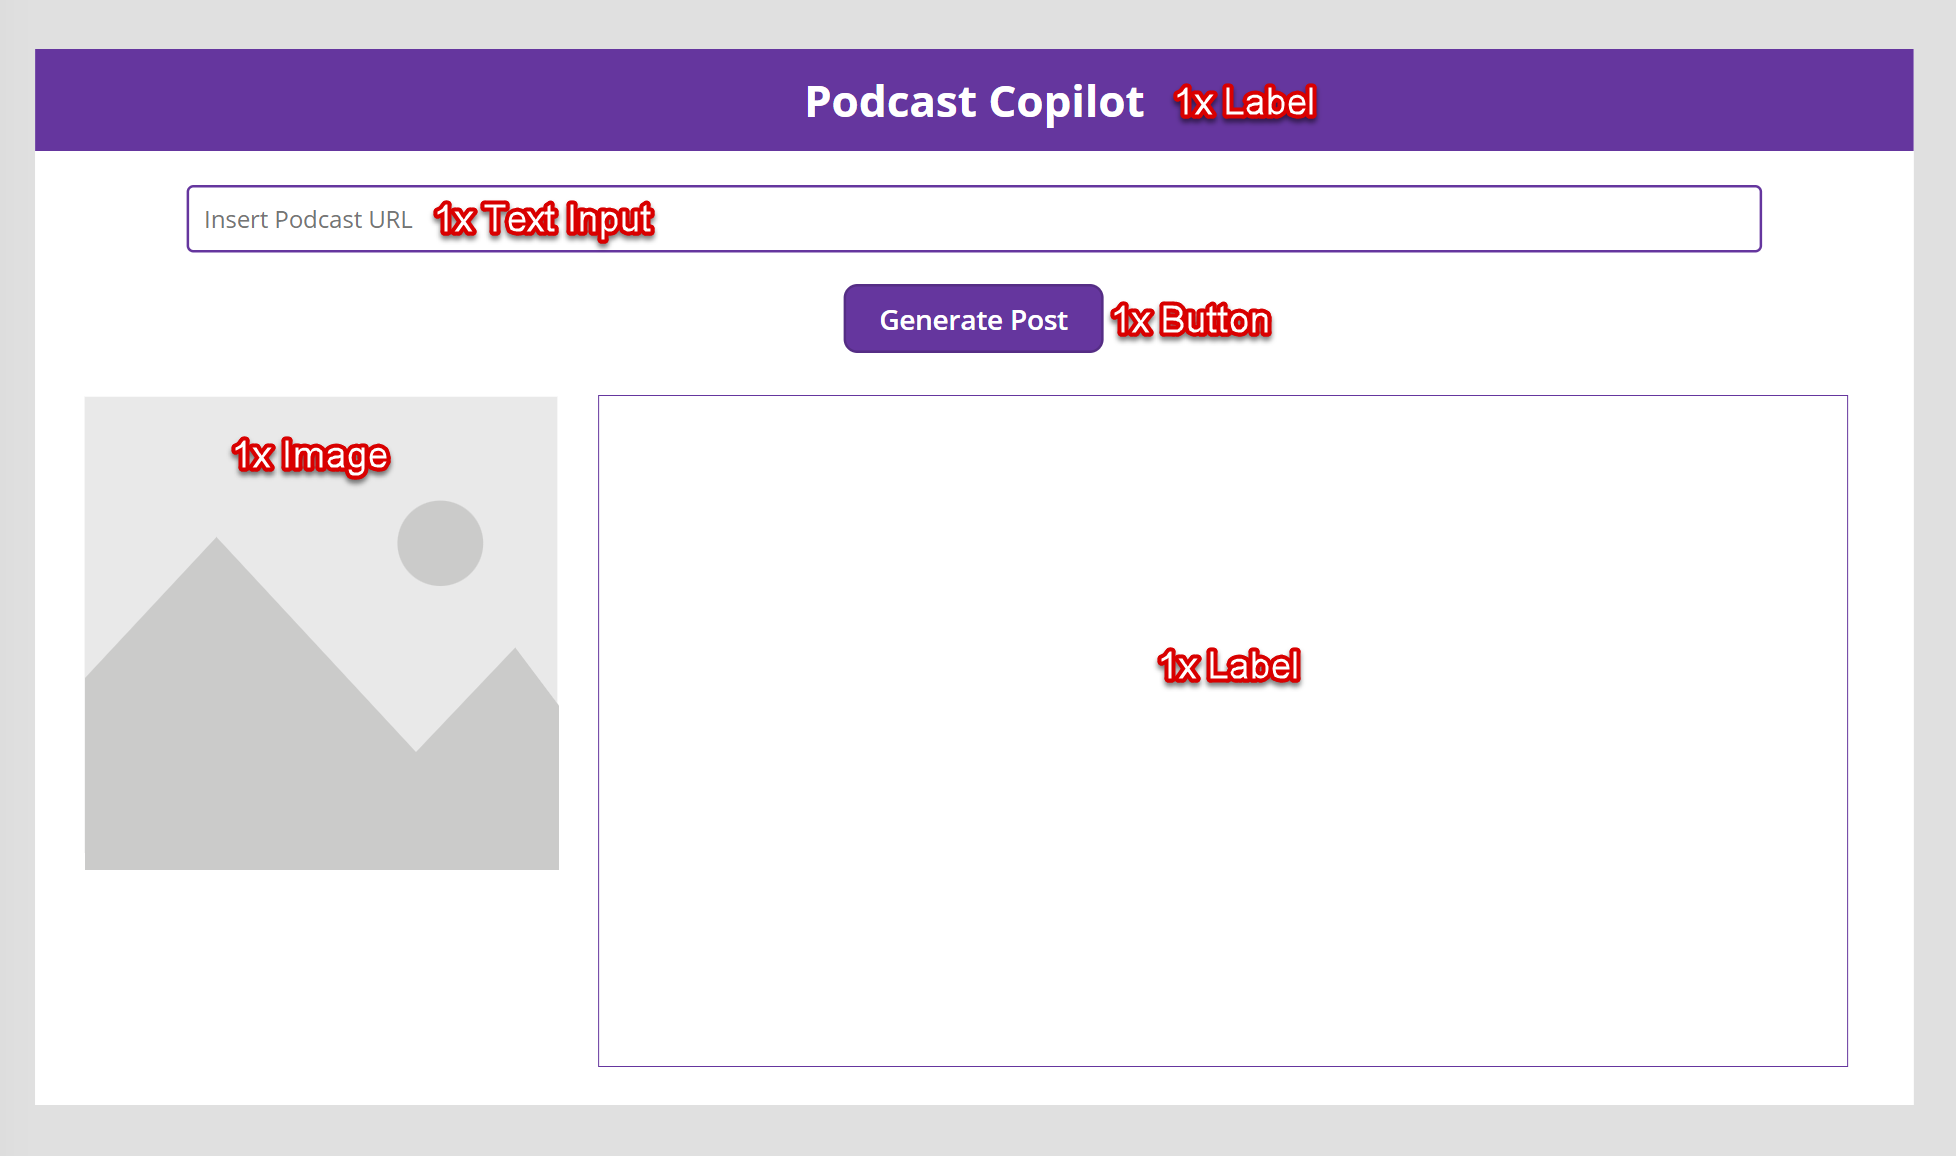 Podcast Copilot 1x Label
Insert Podcast URL 1x Text Input
Generate Post 1x Button
1x Image
1x Label